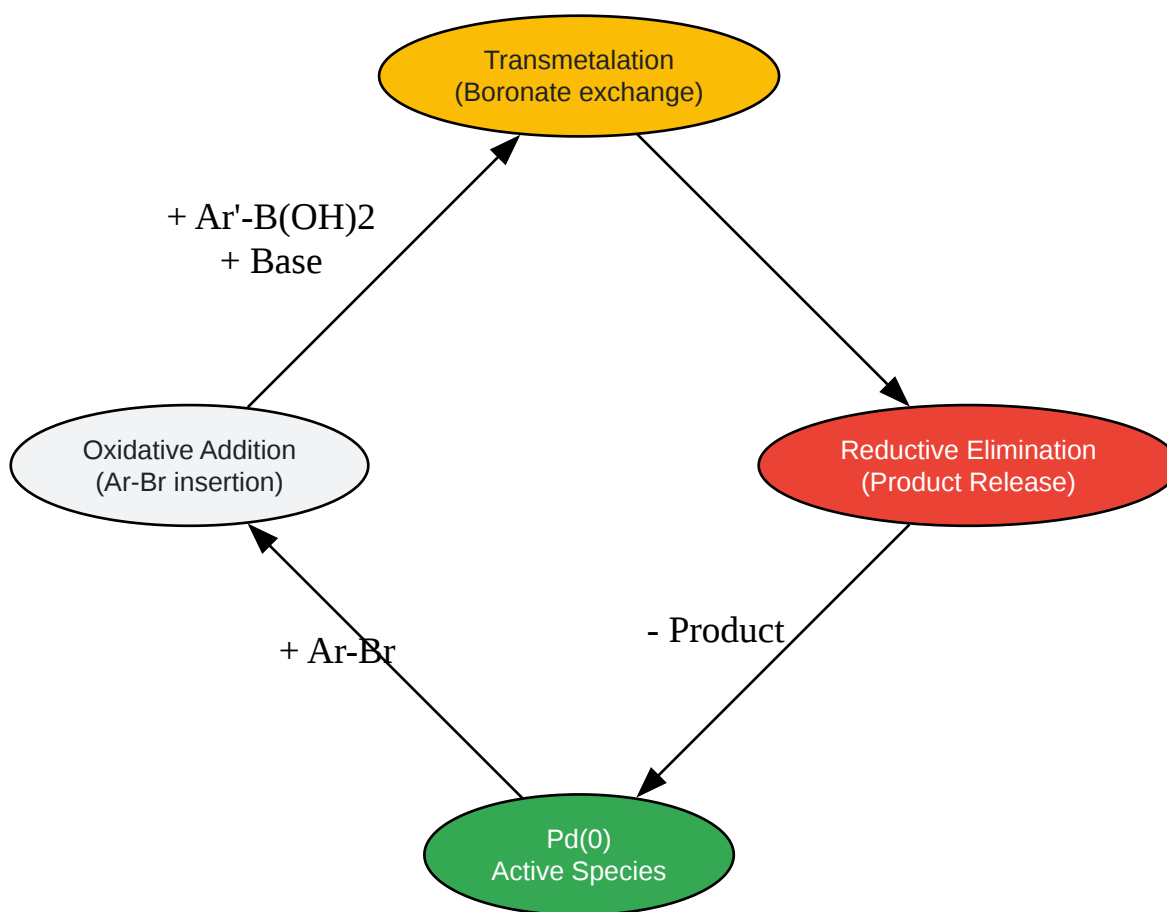 Transmetalation
(Boronate exchange)
+ Ar'-B(OH)2
+ Base
Oxidative Addition
(Ar-Br insertion)
Reductive Elimination
(Product Release)
- Product
+ Ar-Br
Pd(0)
Active Species